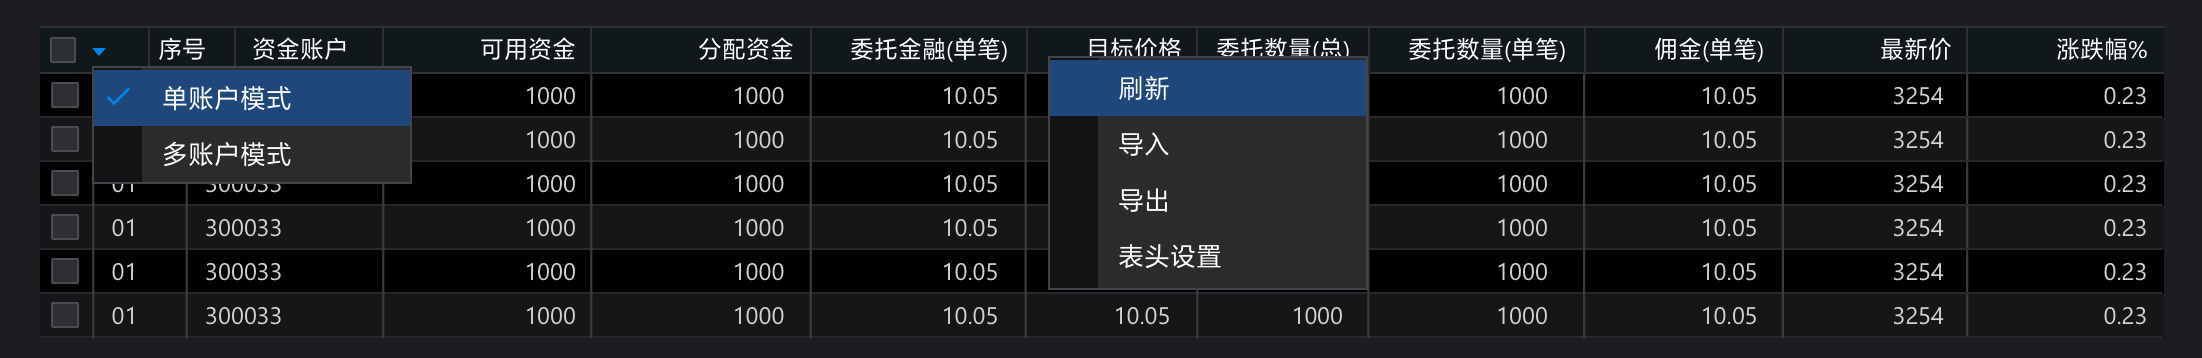 序号 资金账户 可用资金 分配资金 委托金融(单笔) 目标价格 委托数量(总) 委托数量(单笔) 佣金(单笔) 最新价 涨跌幅%
单账户模式 1000 1000 10.05 刷新 1000 10.05 3254 0.23
多账户模式 1000 1000 10.05 导入 1000 10.05 3254 0.23
01 300033 1000 1000 10.05 导出 1000 10.05 3254 0.23
01 300033 1000 1000 10.05 表头设置 1000 10.05 3254 0.23
01 300033 1000 1000 10.05 1000 10.05 3254 0.23
01 300033 1000 1000 10.05 10.05 1000 1000 10.05 3254 0.23